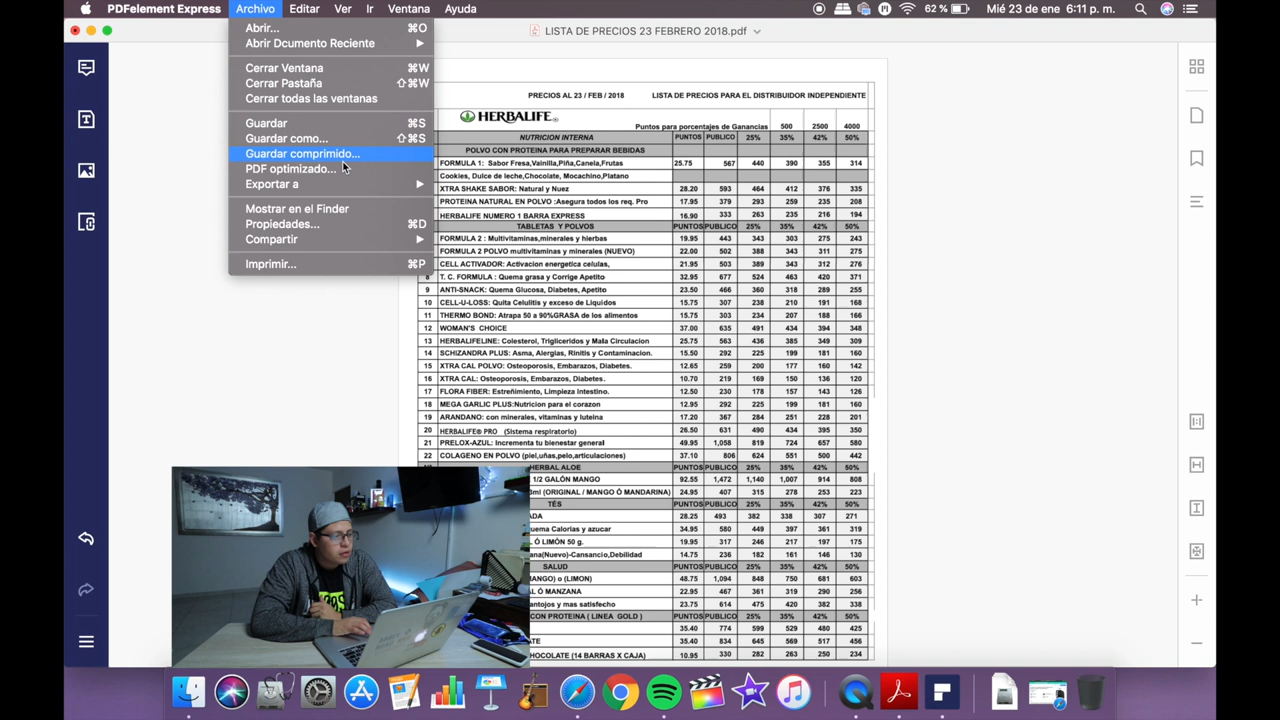 PDFelement Express Archivo Editar Ver Ir Ventana Ayuda 62 % Mié 23 de ene 6:11 p. m.
LISTA DE PRECIOS 23 FEBRERO 2018.pdf
Abrir... ⌘O
Abrir Dcumento Reciente
Cerrar Ventana ⌘W
Cerrar Pastaña ⇧⌘W
Cerrar todas las ventanas
Guardar ⌘S
Guardar como... ⇧⌘S
Guardar comprimido...
PDF optimizado...
Exportar a
Mostrar en el Finder
Propiedades... ⌘D
Compartir
Imprimir... ⌘P
PRECIOS AL 23 / FEB / 2018 LISTA DE PRECIOS PARA EL DISTRIBUIDOR INDEPENDIENTE
HERBALIFE. Puntos para porcentajes de Ganancias 500 2500 4000
NUTRICION INTERNA PUNTOS PUBLICO 25% 35% 42% 50%
POLVO CON PROTEINA PARA PREPARAR BEBIDAS
FORMULA 1: Sabor Fresa,Vainilla,Piña,Canela,Frutas 25.75 567 440 390 355 314
Cookies, Dulce de leche,Chocolate, Mocachino,Platano
XTRA SHAKE SABOR: Natural y Nuez 28.20 593 464 412 376 335
PROTEINA NATURAL EN POLVO :Asegura todos los req. Pro 17.95 379 293 259 235 208
HERBALIFE NUMERO 1 BARRA EXPRESS 16.90 333 263 235 216 194
TABLETAS Y POLVOS PUNTOS PUBLICO 25% 35% 42% 50%
FORMULA 2 : Multivitaminas,minerales y hierbas 19.95 443 343 303 275 243
FORMULA 2 POLVO multivitaminas y minerales (NUEVO) 22.00 502 388 343 311 275
CELL ACTIVADOR: Activacion energetica celulas, 21.95 503 389 343 312 276
8 T. C. FORMULA : Quema grasa y Corrige Apetito 32.95 677 524 463 420 371
9 ANTI-SNACK: Quema Glucosa, Diabetes, Apetito 23.50 466 360 318 289 255
10 CELL-U-LOSS: Quita Celulitis y exceso de Liquidos 15.75 307 238 210 191 168
11 THERMO BOND: Atrapa 50 a 90%GRASA de los alimentos 15.75 303 234 207 188 166
12 WOMAN'S CHOICE 37.00 635 491 434 394 348
13 HERBALIFELINE: Colesterol, Trigliceridos y Mala Circulacion 25.75 563 436 385 349 309
14 SCHIZANDRA PLUS: Asma, Alergias, Rinitis y Contaminacion. 15.50 292 225 199 181 160
15 XTRA CAL POLVO: Osteoporosis, Embarazos, Diabetes. 12.65 259 200 177 160 142
16 XTRA CAL: Osteoporosis, Embarazos, Diabetes. 10.70 219 169 150 136 120
17 FLORA FIBER: Estreñimiento, Limpieza Intestino. 12.50 230 178 157 143 126
18 MEGA GARLIC PLUS:Nutricion para el corazon 12.95 292 225 199 181 160
19 ARANDANO: con minerales, vitaminas y luteina 17.20 367 284 251 228 201
20 HERBALIFE® PRO (Sistema respiratorio) 26.50 631 490 434 395 350
21 PRELOX-AZUL: Incrementa tu bienestar general 49.95 1,058 819 724 657 580
22 COLAGENO EN POLVO (piel,uñas,pelo,articulaciones) 37.10 806 624 551 500 442
HERBAL ALOE PUNTOS PUBLICO 25% 35% 42% 50%
1/2 GALÓN MANGO 92.55 1,472 1,140 1,007 914 808
3ml (ORIGINAL / MANGO Ó MANDARINA) 24.95 407 315 278 253 223
TÉS PUNTOS PUBLICO 25% 35% 42% 50%
ADA 28.25 493 382 338 307 271
uema Calorias y azucar 34.95 580 449 397 361 319
L Ó LIMÓN 50 g. 17.95 317 246 217 197 175
ana(Nuevo)-Cansancio,Debilidad 14.75 236 182 161 146 130
SALUD PUNTOS PUBLICO 25% 35% 42% 50%
MANGO) o (LIMON) 48.75 1,094 848 750 681 603
L Ó MANZANA 22.95 467 361 319 290 256
antojos y mas satisfecho 23.75 614 475 420 382 338
CON PROTEINA ( LINEA GOLD ) PUNTOS PUBLICO 25% 35% 42% 50%
35.40 774 599 529 480 425
ATE 35.40 834 645 569 517 456
HOCOLATE (14 BARRAS X CAJA) 10.95 330 282 263 250 234